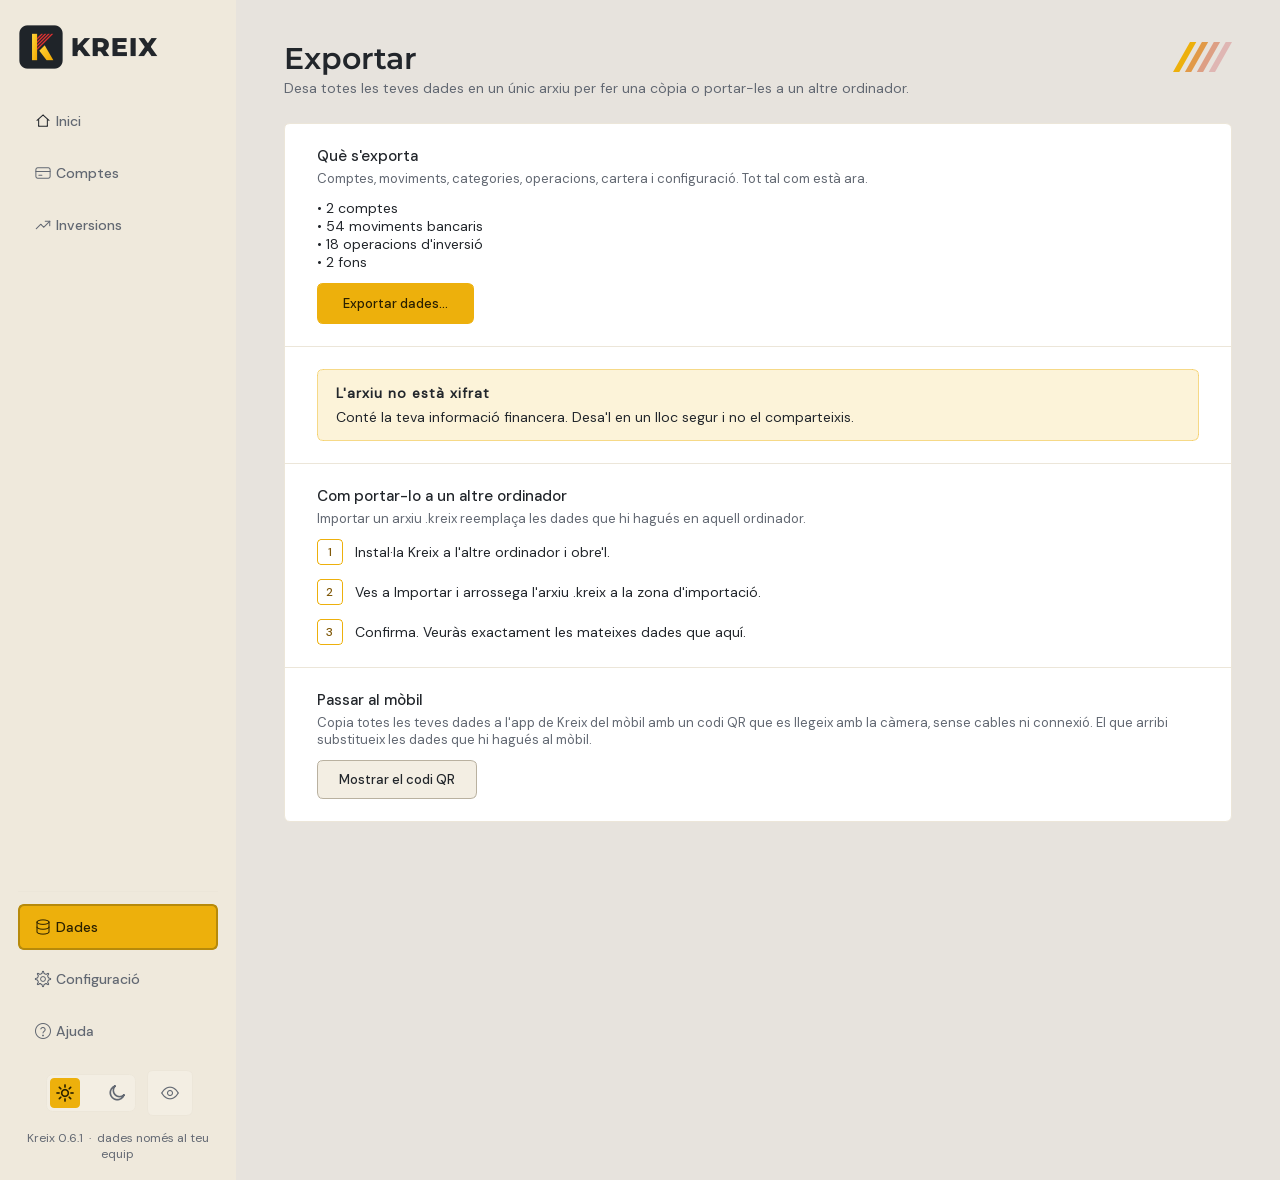 KREIX
Inici
Comptes
Inversions
Dades
Configuració
Ajuda
Kreix 0.6.1 · dades només al teu
equip
Exportar
Desa totes les teves dades en un únic arxiu per fer una còpia o portar-les a un altre ordinador.
Què s'exporta
Comptes, moviments, categories, operacions, cartera i configuració. Tot tal com està ara.
• 2 comptes
• 54 moviments bancaris
• 18 operacions d'inversió
• 2 fons
Exportar dades...
L'arxiu no està xifrat
Conté la teva informació financera. Desa'l en un lloc segur i no el comparteixis.
Com portar-lo a un altre ordinador
Importar un arxiu .kreix reemplaça les dades que hi hagués en aquell ordinador.
1 Instal·la Kreix a l'altre ordinador i obre'l.
2 Ves a Importar i arrossega l'arxiu .kreix a la zona d'importació.
3 Confirma. Veuràs exactament les mateixes dades que aquí.
Passar al mòbil
Copia totes les teves dades a l'app de Kreix del mòbil amb un codi QR que es llegeix amb la càmera, sense cables ni connexió. El que arribi
substitueix les dades que hi hagués al mòbil.
Mostrar el codi QR